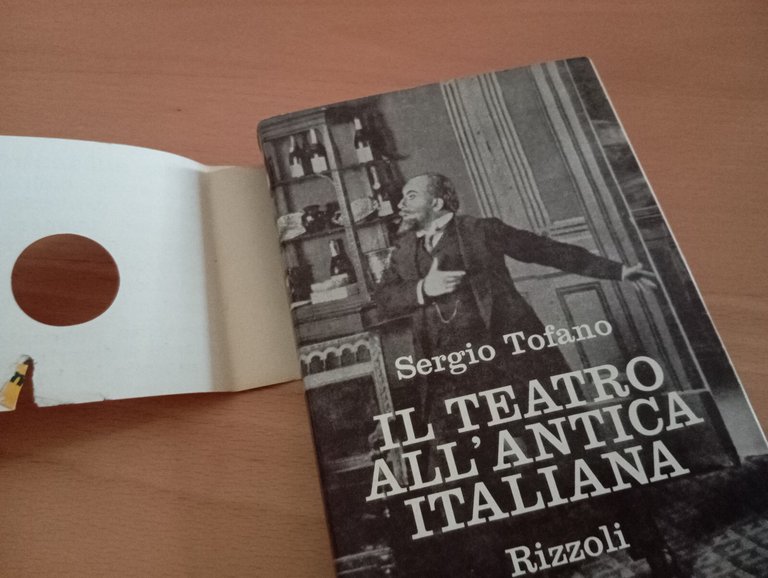 Sergio Tofano
IL TEATRO
ALL'ANTICA
ITALIANA
Rizzoli